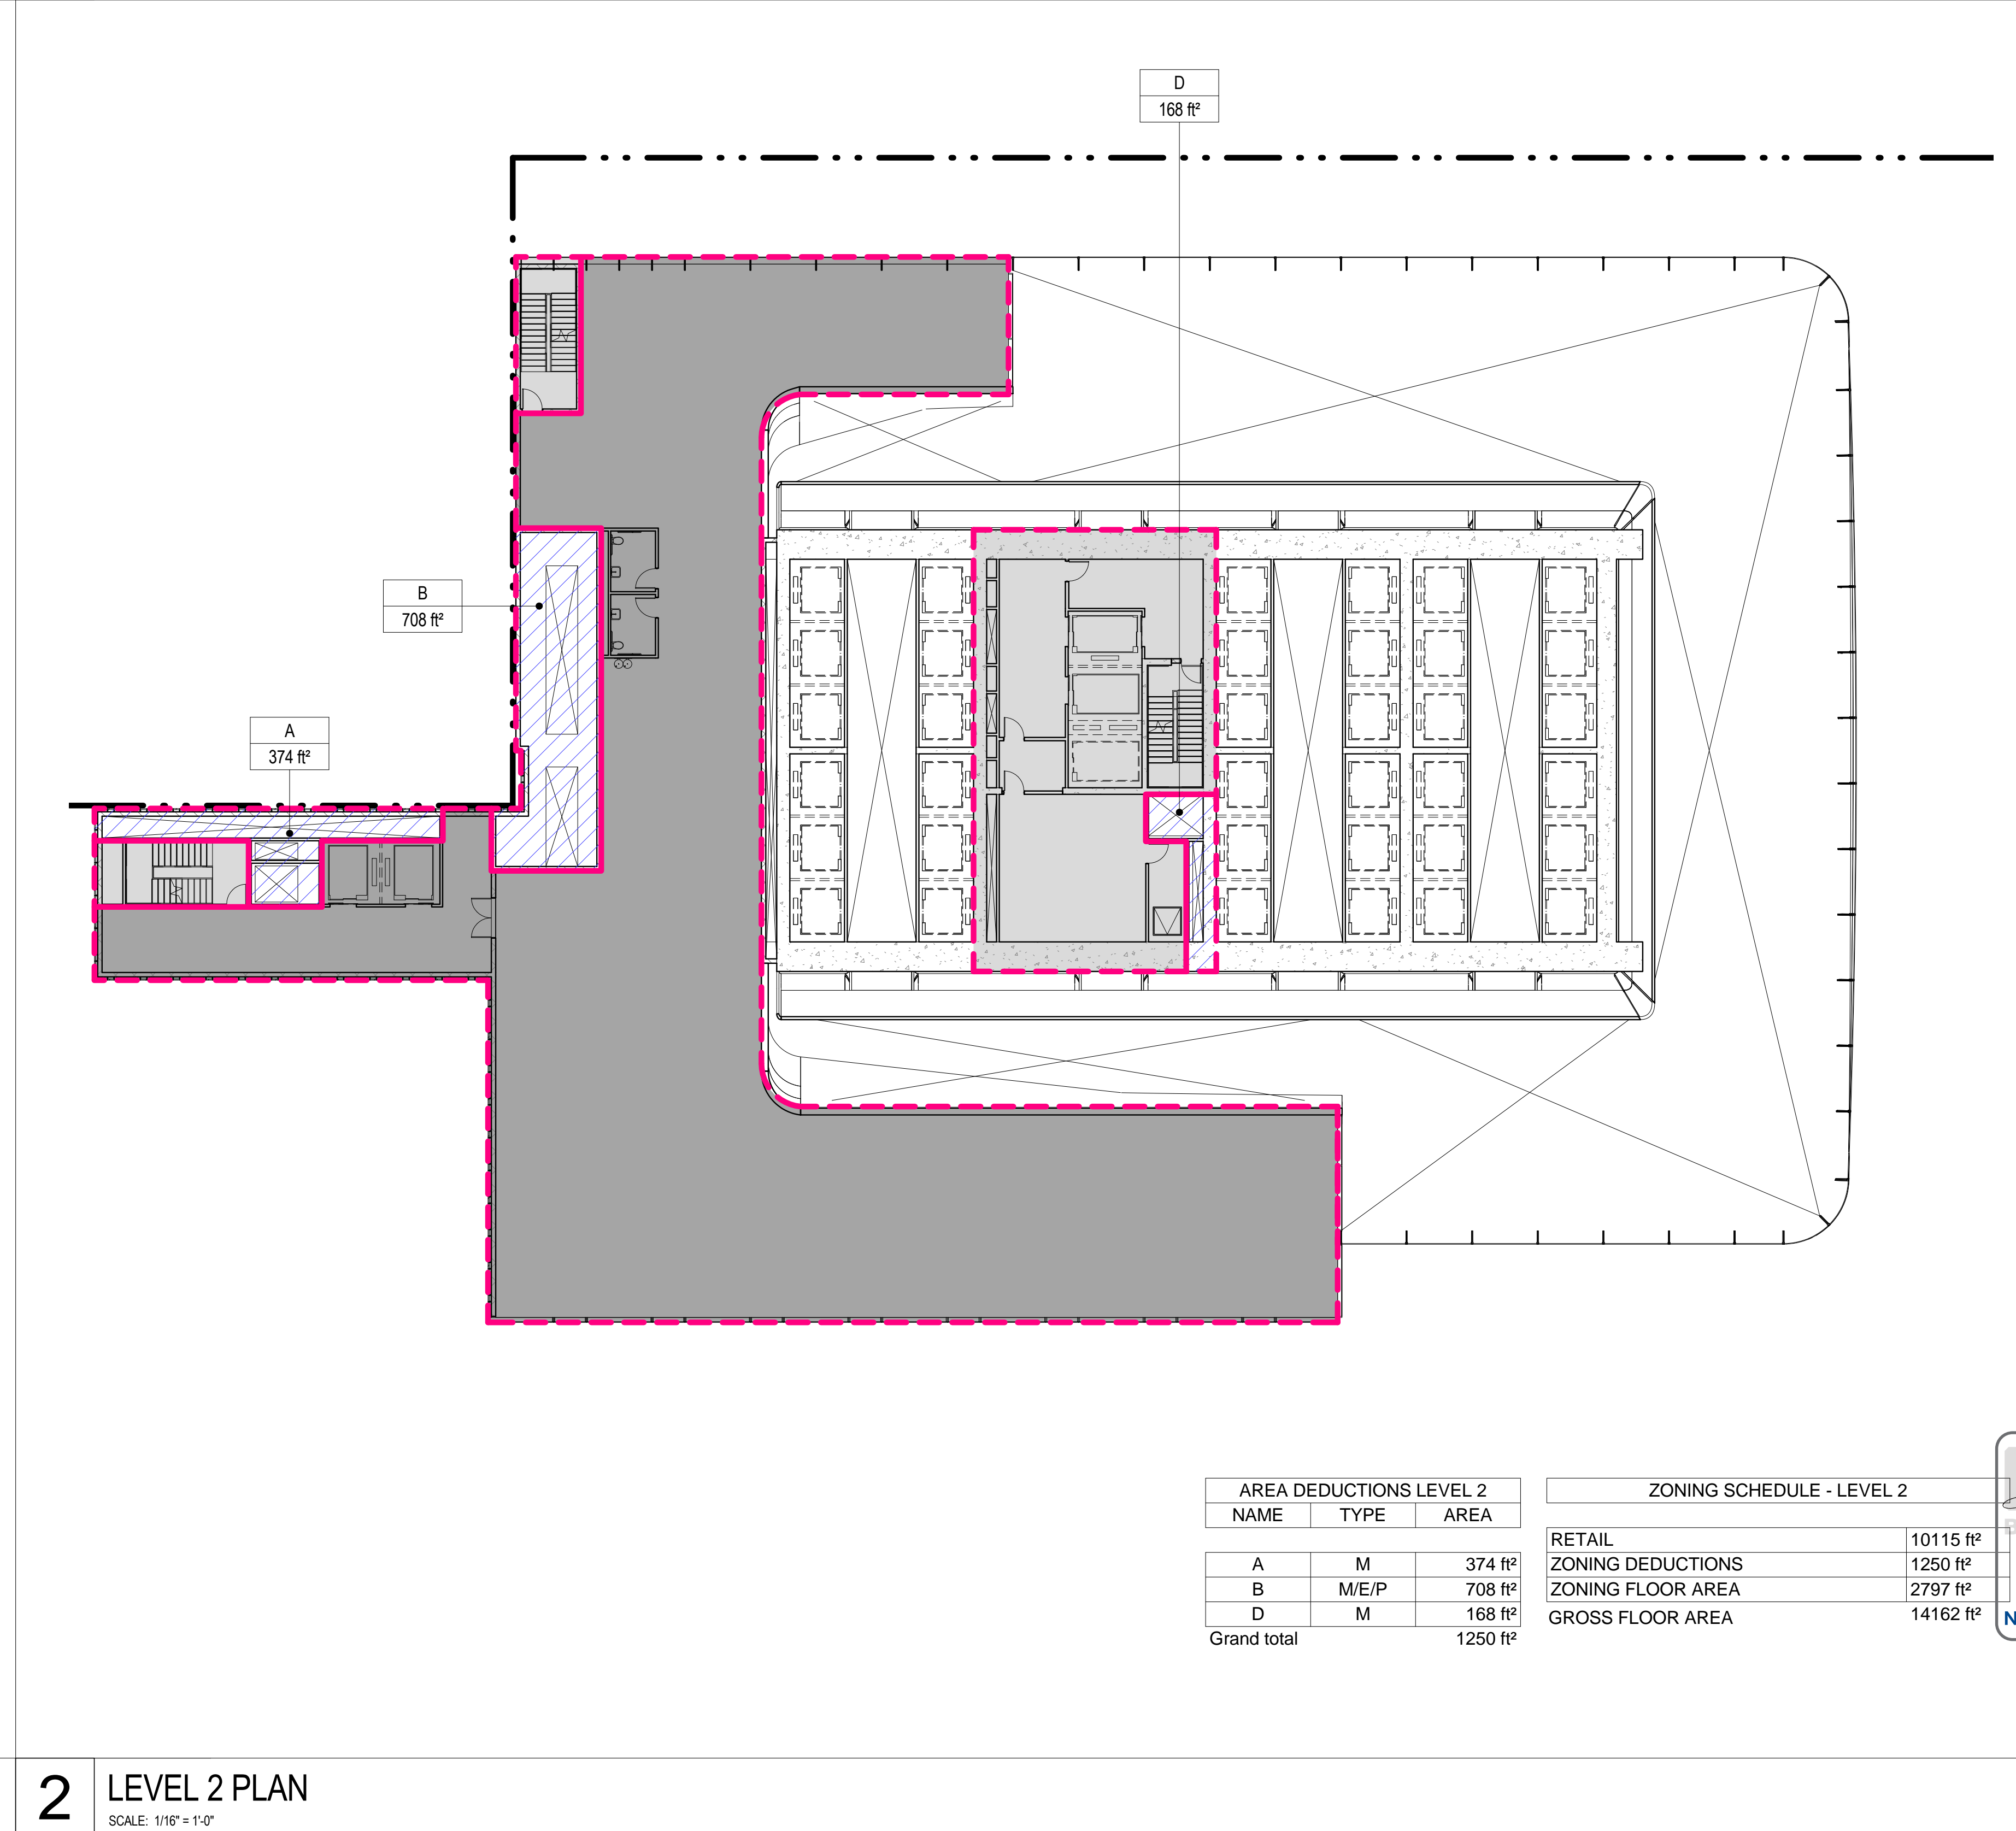 D
168 ft²
B
708 ft²
A
374 ft²
AREA DEDUCTIONS LEVEL 2
NAME TYPE AREA
A M 374 ft²
B M/E/P 708 ft²
D M 168 ft²
Grand total 1250 ft²
ZONING SCHEDULE - LEVEL 2
RETAIL 10115 ft²
ZONING DEDUCTIONS 1250 ft²
ZONING FLOOR AREA 2797 ft²
GROSS FLOOR AREA 14162 ft²
2
LEVEL 2 PLAN
SCALE: 1/16" = 1'-0"